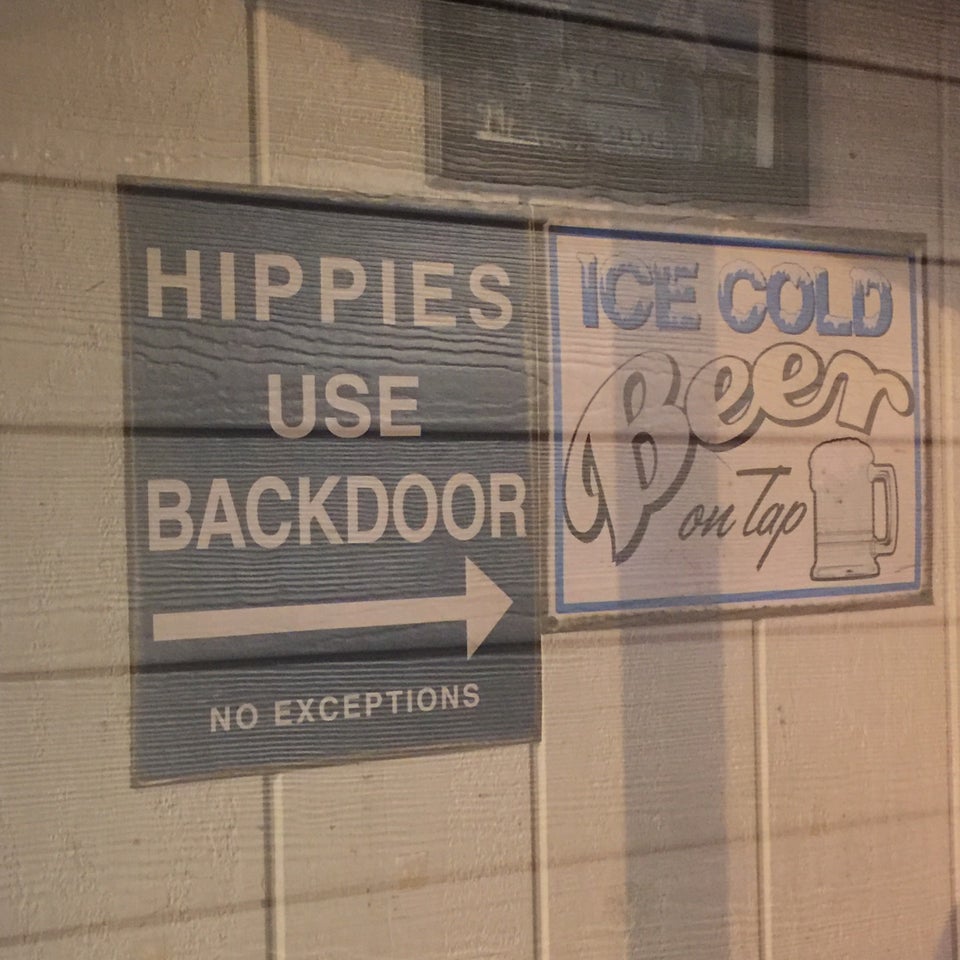 HIPPIES
USE
BACKDOOR
NO EXCEPTIONS
ICE COLD
Beer
on Tap